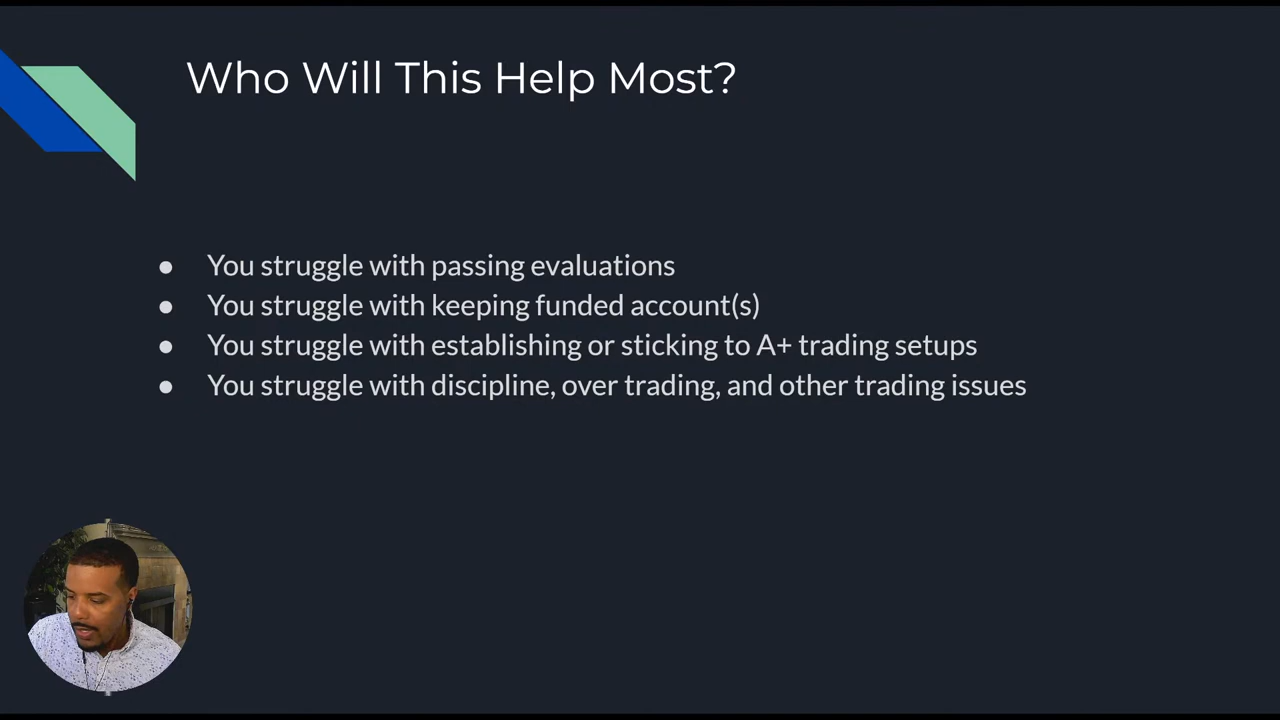 Who Will This Help Most?
● You struggle with passing evaluations
● You struggle with keeping funded account(s)
● You struggle with establishing or sticking to A+ trading setups
● You struggle with discipline, over trading, and other trading issues